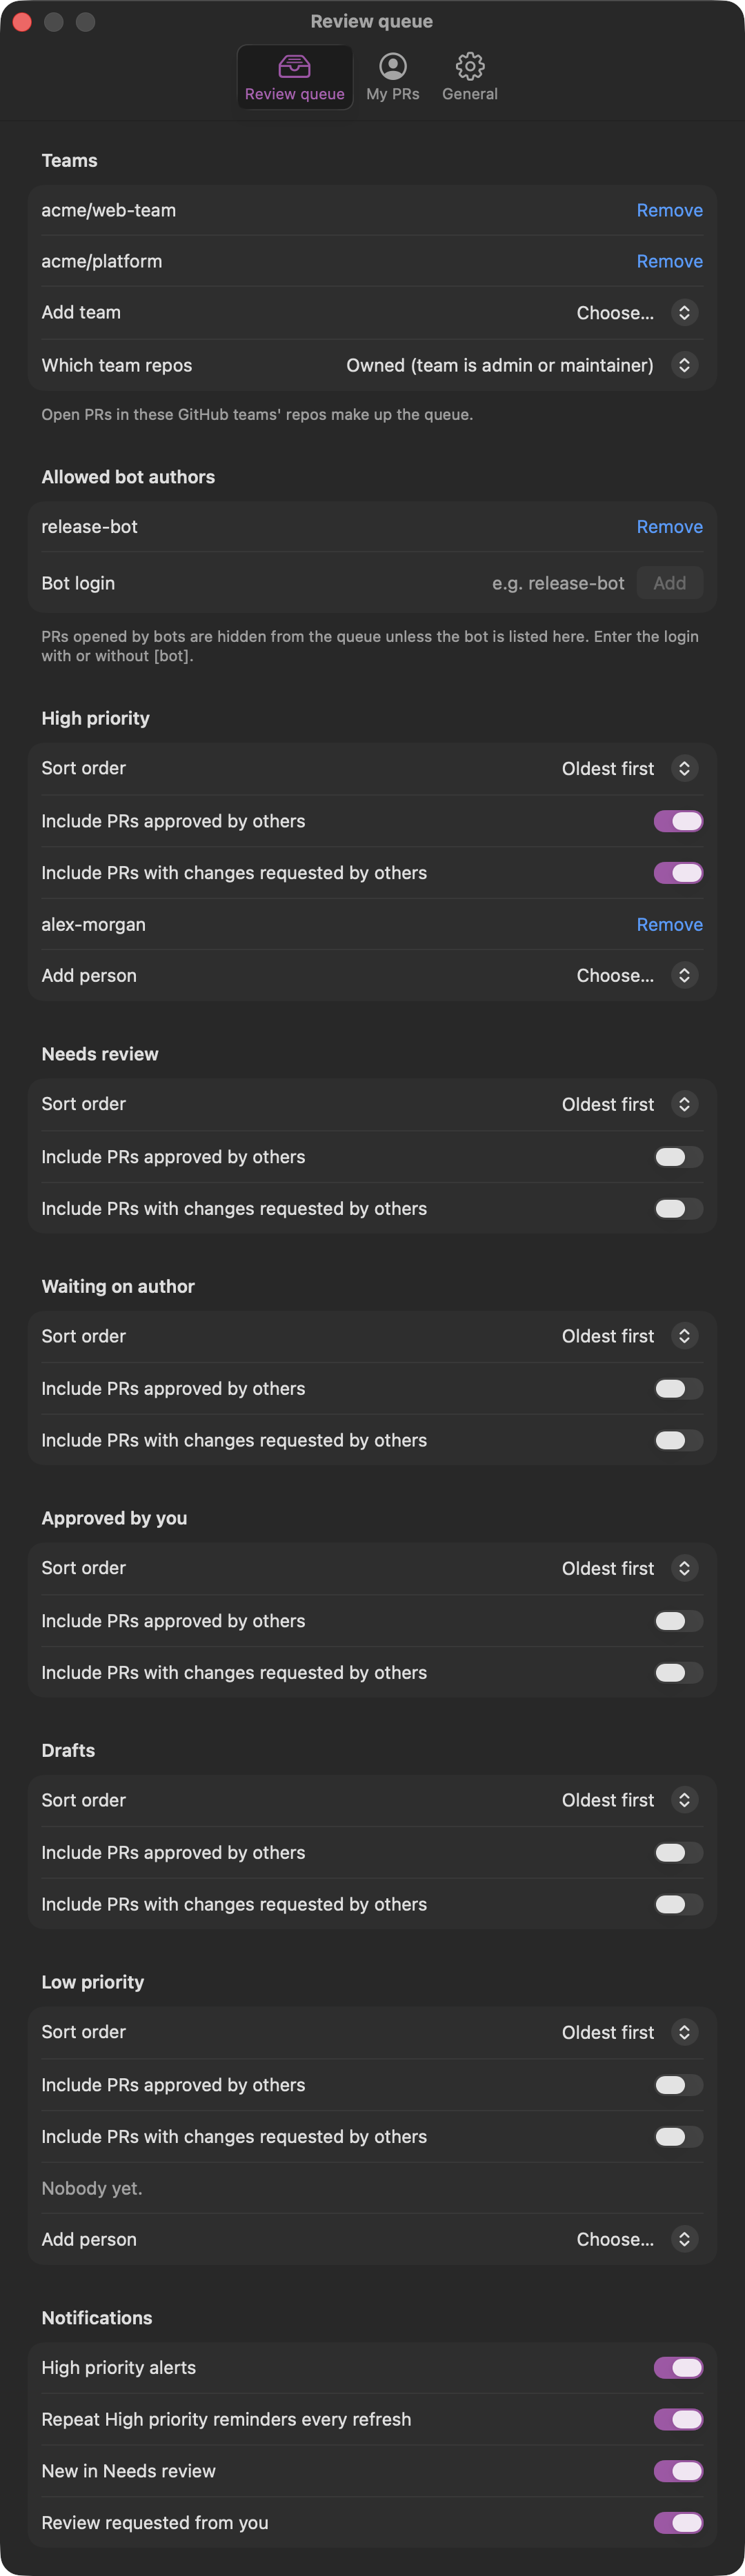 Review queue
Review queue
My PRs
General
Teams
acme/web-team Remove
acme/platform Remove
Add team Choose...
Which team repos Owned (team is admin or maintainer)
Open PRs in these GitHub teams' repos make up the queue.
Allowed bot authors
release-bot Remove
Bot login e.g. release-bot Add
PRs opened by bots are hidden from the queue unless the bot is listed here. Enter the login
with or without [bot].
High priority
Sort order Oldest first
Include PRs approved by others
Include PRs with changes requested by others
alex-morgan Remove
Add person Choose...
Needs review
Sort order Oldest first
Include PRs approved by others
Include PRs with changes requested by others
Waiting on author
Sort order Oldest first
Include PRs approved by others
Include PRs with changes requested by others
Approved by you
Sort order Oldest first
Include PRs approved by others
Include PRs with changes requested by others
Drafts
Sort order Oldest first
Include PRs approved by others
Include PRs with changes requested by others
Low priority
Sort order Oldest first
Include PRs approved by others
Include PRs with changes requested by others
Nobody yet.
Add person Choose...
Notifications
High priority alerts
Repeat High priority reminders every refresh
New in Needs review
Review requested from you